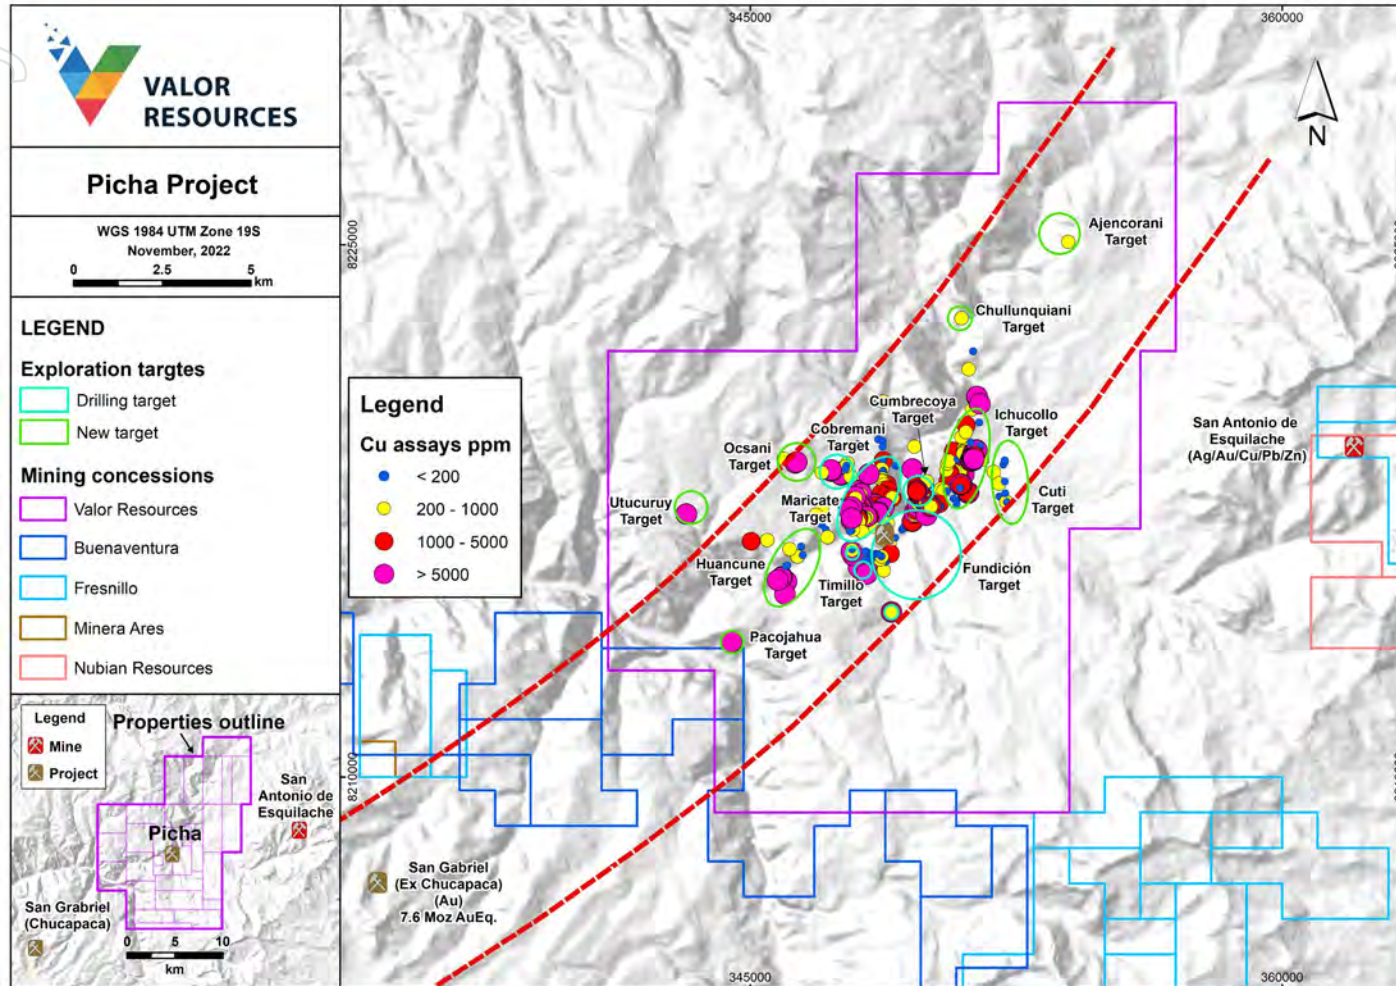 VALOR
RESOURCES
Picha Project
WGS 1984 UTM Zone 19S
November, 2022
0 2.5 5
km
LEGEND
Exploration targtes
Drilling target
New target
Mining concessions
Valor Resources
Buenaventura
Fresnillo
Minera Ares
Nubian Resources
Legend
Mine
Project
Properties outline
San
Antonio de
Esquilache
Picha
San Grabriel
(Chucapaca)
0 5 10
km
Legend
Cu assays ppm
< 200
200 - 1000
1000 - 5000
> 5000
345000
360000
8225000
8210000
345000
360000
N
Ajencorani
Target
Chullunquiani
Target
Cumbrecoya
Target
Ichucollo
Target
Cobremani
Target
Ocsani
Target
Utucuruy
Target
Maricate
Target
Cuti
Target
Huancune
Target
Timillo
Target
Fundición
Target
Pacojahua
Target
San Antonio de
Esquilache
(Ag/Au/Cu/Pb/Zn)
San Gabriel
(Ex Chucapaca)
(Au)
7.6 Moz AuEq.